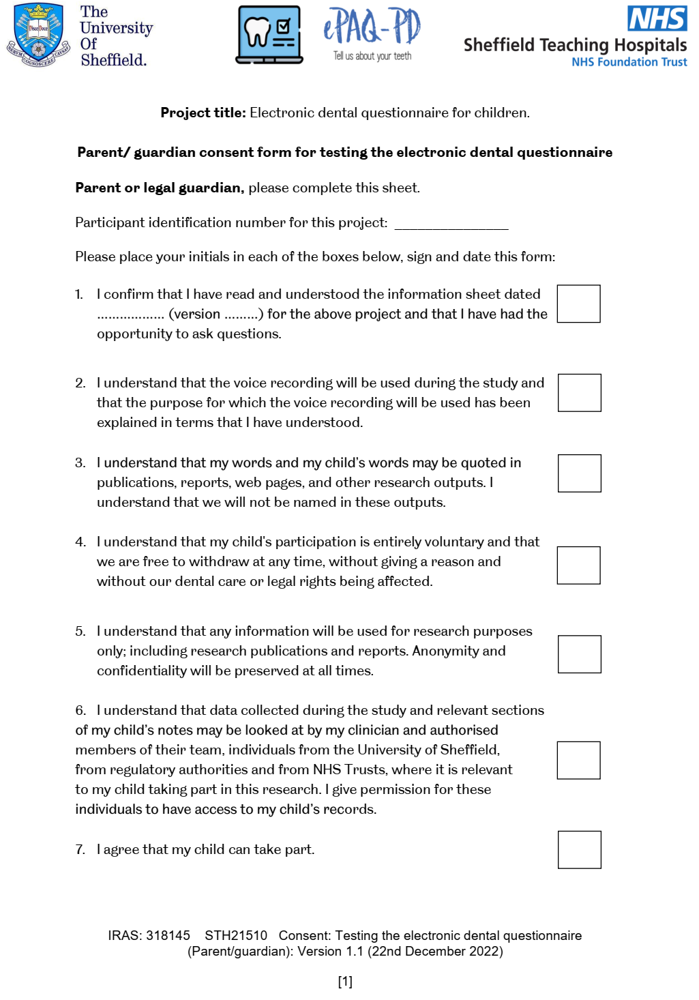 The
University
Of
Sheffield.
Disce Doce
RERVM COGNOSCERE CAVSAS
ePAQ-PD
Tell us about your teeth
NHS
Sheffield Teaching Hospitals
NHS Foundation Trust
Project title: Electronic dental questionnaire for children.
Parent/ guardian consent form for testing the electronic dental questionnaire
Parent or legal guardian, please complete this sheet.
Participant identification number for this project: _______________
Please place your initials in each of the boxes below, sign and date this form:
1. I confirm that I have read and understood the information sheet dated
.................. (version .........) for the above project and that I have had the
opportunity to ask questions.
2. I understand that the voice recording will be used during the study and
that the purpose for which the voice recording will be used has been
explained in terms that I have understood.
3. I understand that my words and my child’s words may be quoted in
publications, reports, web pages, and other research outputs. I
understand that we will not be named in these outputs.
4. I understand that my child's participation is entirely voluntary and that
we are free to withdraw at any time, without giving a reason and
without our dental care or legal rights being affected.
5. I understand that any information will be used for research purposes
only; including research publications and reports. Anonymity and
confidentiality will be preserved at all times.
6. I understand that data collected during the study and relevant sections
of my child’s notes may be looked at by my clinician and authorised
members of their team, individuals from the University of Sheffield,
from regulatory authorities and from NHS Trusts, where it is relevant
to my child taking part in this research. I give permission for these
individuals to have access to my child’s records.
7. I agree that my child can take part.
IRAS: 318145 STH21510 Consent: Testing the electronic dental questionnaire
(Parent/guardian): Version 1.1 (22nd December 2022)
[1]